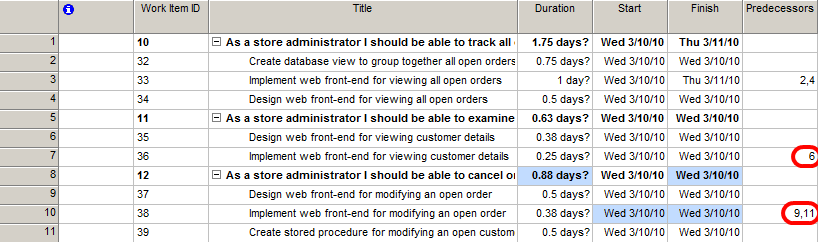 Work Item ID Title Duration Start Finish Predecessors
1 10 As a store administrator I should be able to track all 1.75 days? Wed 3/10/10 Thu 3/11/10
2 32 Create database view to group together all open orders 0.75 days? Wed 3/10/10 Wed 3/10/10
3 33 Implement web front-end for viewing all open orders 1 day? Wed 3/10/10 Thu 3/11/10 2,4
4 34 Design web front-end for viewing all open orders 0.5 days? Wed 3/10/10 Wed 3/10/10
5 11 As a store administrator I should be able to examine 0.63 days? Wed 3/10/10 Wed 3/10/10
6 35 Design web front-end for viewing customer details 0.38 days? Wed 3/10/10 Wed 3/10/10
7 36 Implement web front-end for viewing customer details 0.25 days? Wed 3/10/10 Wed 3/10/10 6
8 12 As a store administrator I should be able to cancel 0.88 days? Wed 3/10/10 Wed 3/10/10
9 37 Design web front-end for modifying an open order 0.5 days? Wed 3/10/10 Wed 3/10/10
10 38 Implement web front-end for modifying an open order 0.38 days? Wed 3/10/10 Wed 3/10/10 9,11
11 39 Create stored procedure for modifying an open custom 0.5 days? Wed 3/10/10 Wed 3/10/10